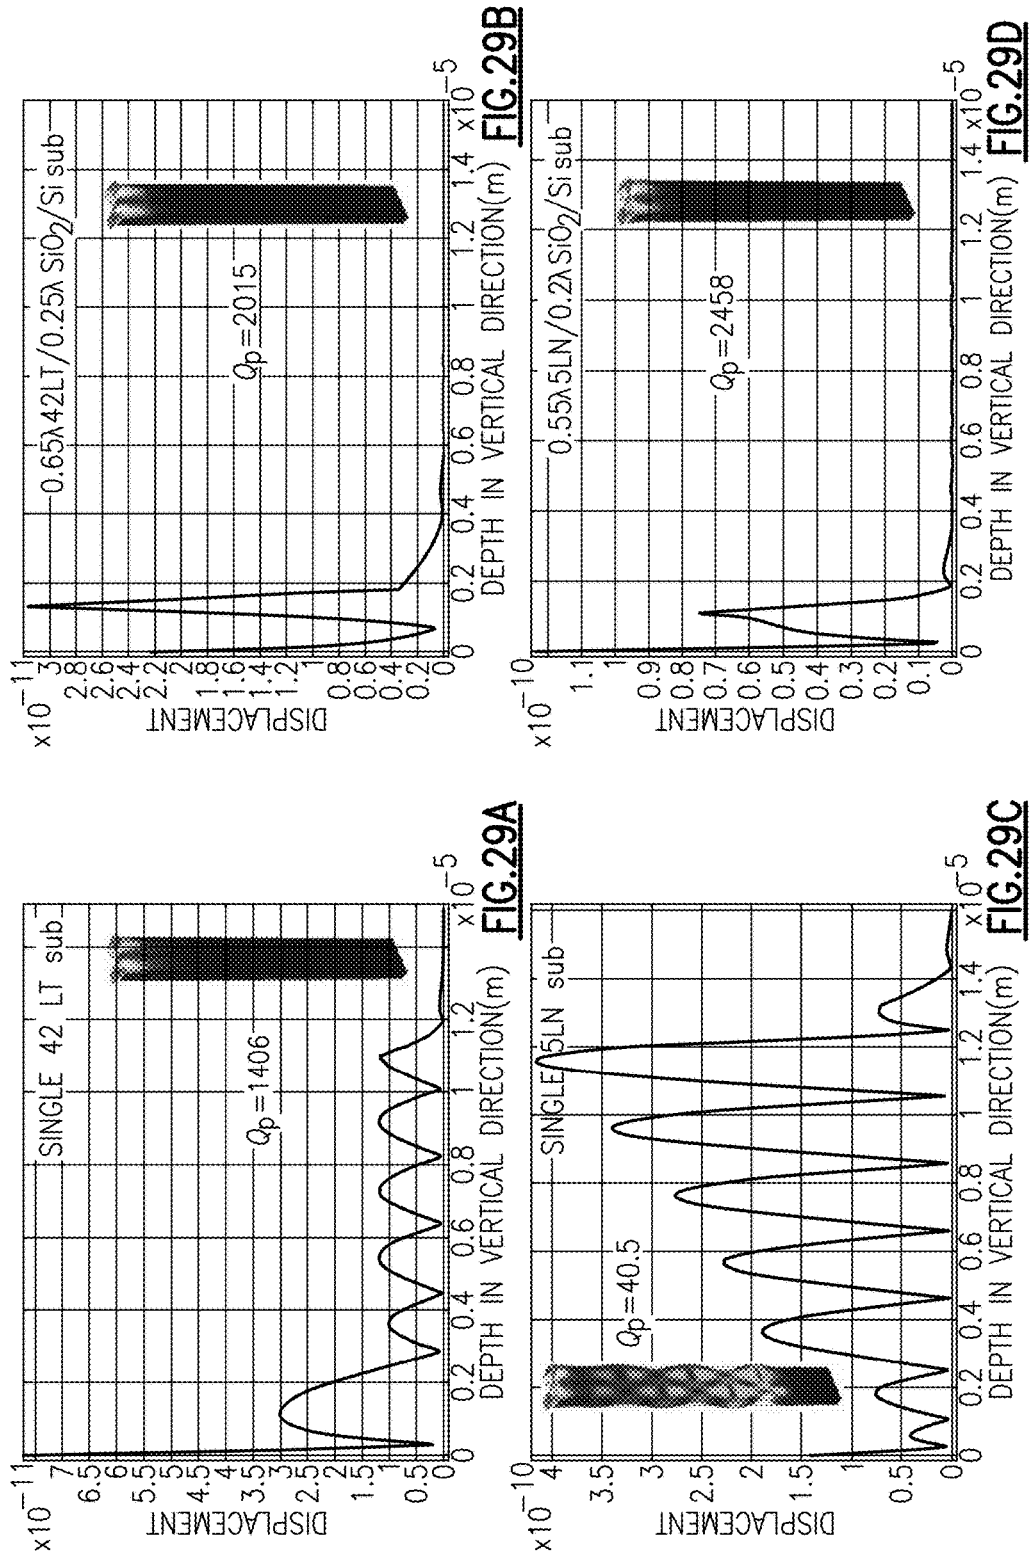 x10⁻¹¹
7
6.5
6
5.5
5
4.5
4
3.5
3
2.5
2
1.5
1
0.5
0
DISPLACEMENT
SINGLE 42 LT sub
Qp=1406
0 0.2 0.4 0.6 0.8 1 1.2 x10⁻⁵
DEPTH IN VERTICAL DIRECTION(m)
FIG.29A
x10⁻¹¹
3
2.8
2.6
2.4
2.2
2
1.8
1.6
1.4
1.2
1
0.8
0.6
0.4
0.2
0
DISPLACEMENT
0.65λ42LT/0.25λSiO₂/Si sub
Qp=2015
0 0.2 0.4 0.6 0.8 1 1.2 1.4 x10⁻⁵
DEPTH IN VERTICAL DIRECTION(m)
FIG.29B
x10⁻¹⁰
4
3.5
3
2.5
2
1.5
1
0.5
0
DISPLACEMENT
SINGLE 5LN sub
Qp=40.5
0 0.2 0.4 0.6 0.8 1 1.2 1.4 x10⁻⁵
DEPTH IN VERTICAL DIRECTION(m)
FIG.29C
x10⁻¹⁰
1.1
1
0.9
0.8
0.7
0.6
0.5
0.4
0.3
0.2
0.1
0
DISPLACEMENT
0.55λ5LN/0.2λSiO₂/Si sub
Qp=2458
0 0.2 0.4 0.6 0.8 1 1.2 1.4 x10⁻⁵
DEPTH IN VERTICAL DIRECTION(m)
FIG.29D